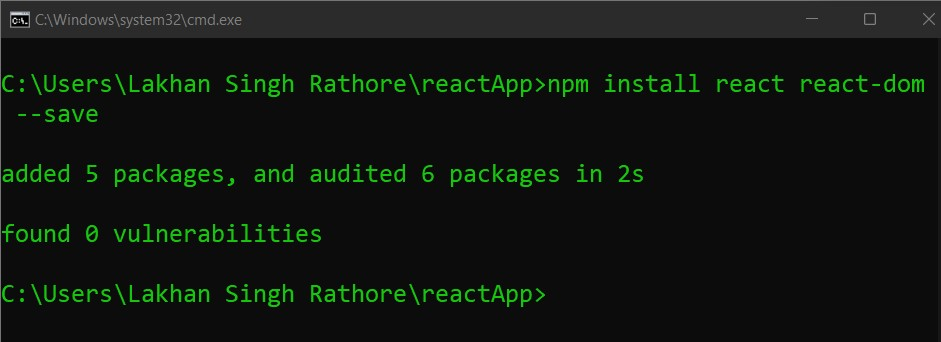 C:\Windows\system32\cmd.exe
C:\Users\Lakhan Singh Rathore\reactApp>npm install react react-dom
--save
added 5 packages, and audited 6 packages in 2s
found 0 vulnerabilities
C:\Users\Lakhan Singh Rathore\reactApp>